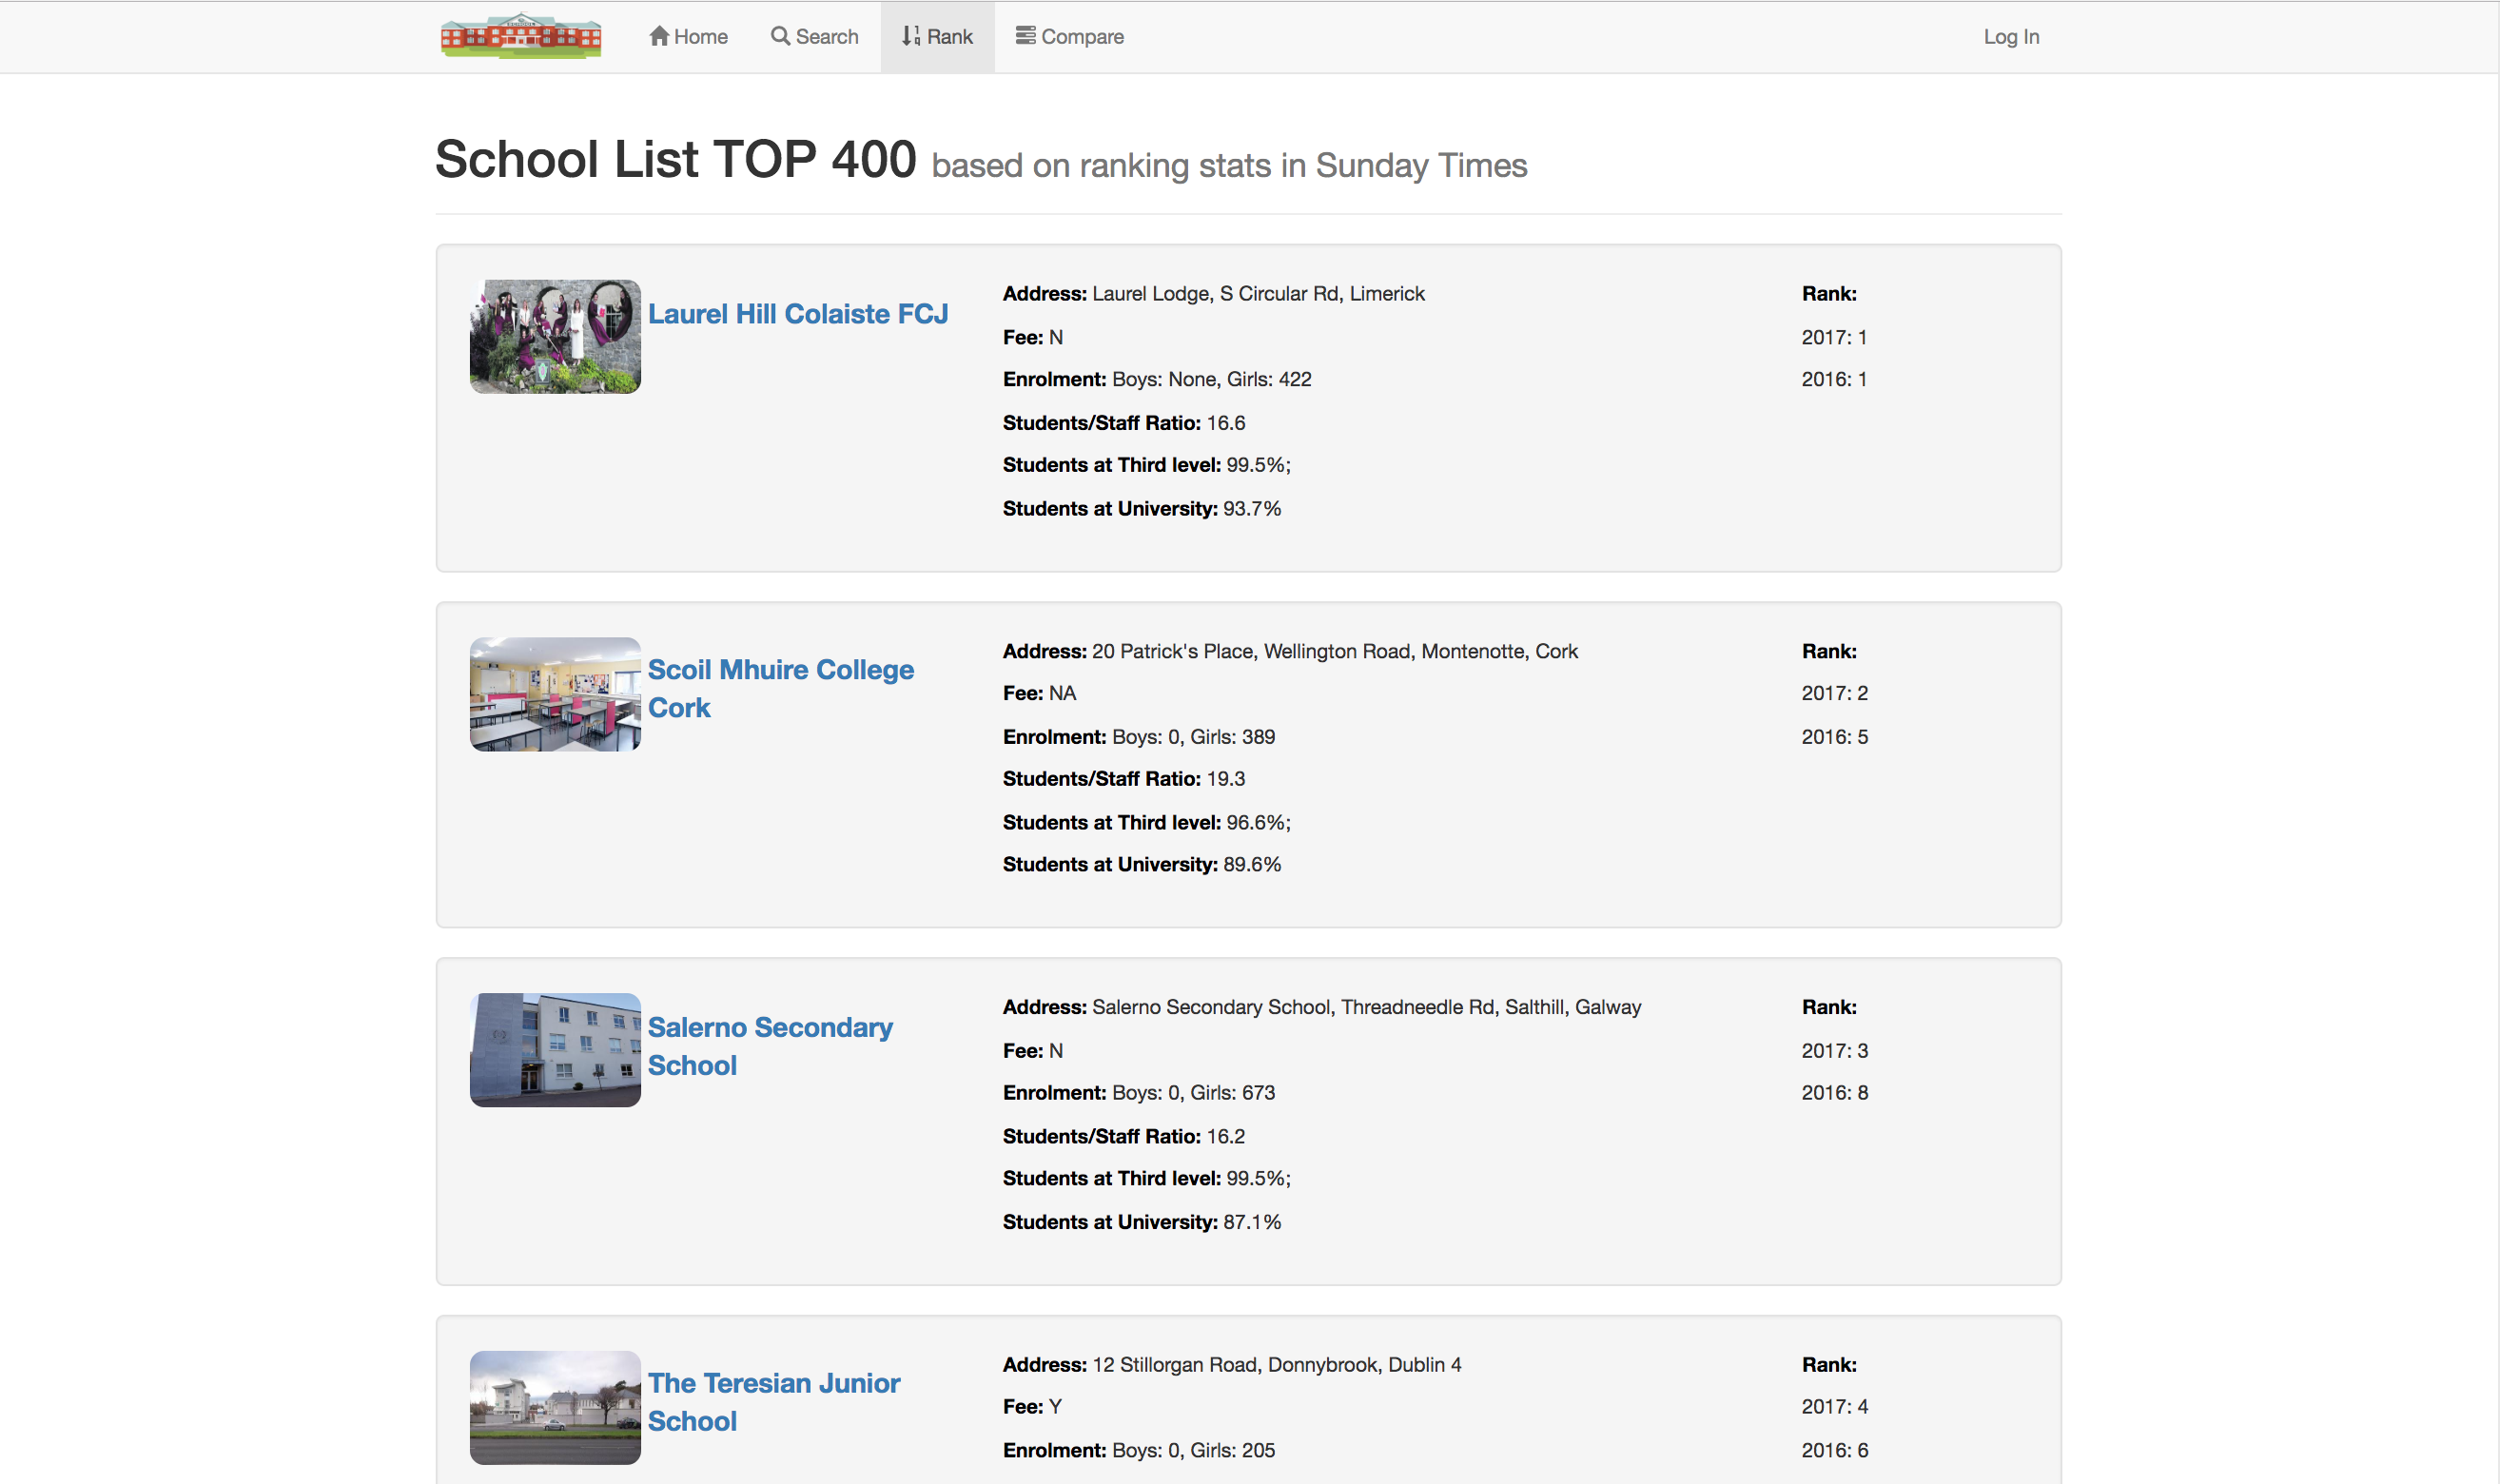 SCHOOL
Home Search Rank Compare Log In
School List TOP 400 based on ranking stats in Sunday Times
Laurel Hill Colaiste FCJ
Address: Laurel Lodge, S Circular Rd, Limerick
Fee: N
Enrolment: Boys: None, Girls: 422
Students/Staff Ratio: 16.6
Students at Third level: 99.5%;
Students at University: 93.7%
Rank:
2017: 1
2016: 1
Scoil Mhuire College
Cork
Address: 20 Patrick's Place, Wellington Road, Montenotte, Cork
Fee: NA
Enrolment: Boys: 0, Girls: 389
Students/Staff Ratio: 19.3
Students at Third level: 96.6%;
Students at University: 89.6%
Rank:
2017: 2
2016: 5
Salerno Secondary
School
Address: Salerno Secondary School, Threadneedle Rd, Salthill, Galway
Fee: N
Enrolment: Boys: 0, Girls: 673
Students/Staff Ratio: 16.2
Students at Third level: 99.5%;
Students at University: 87.1%
Rank:
2017: 3
2016: 8
The Teresian Junior
School
Address: 12 Stillorgan Road, Donnybrook, Dublin 4
Fee: Y
Enrolment: Boys: 0, Girls: 205
Rank:
2017: 4
2016: 6